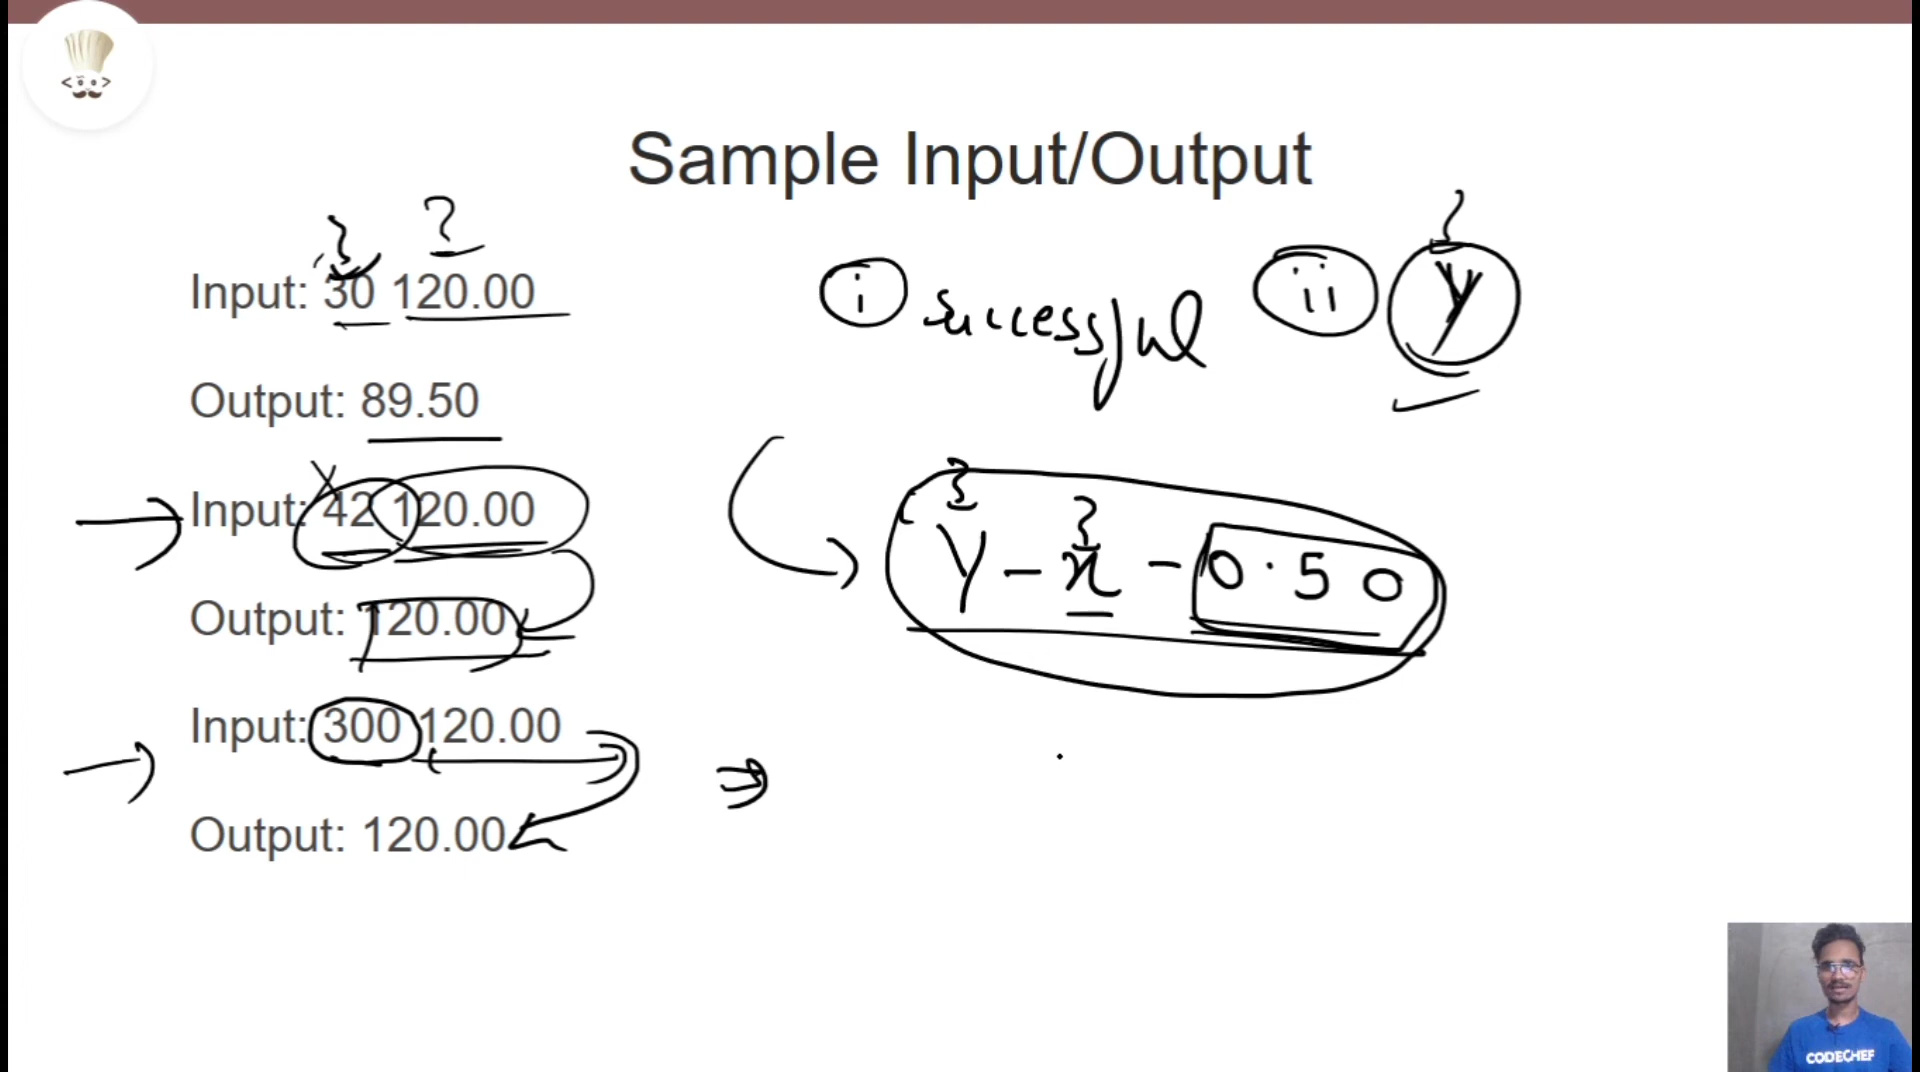 Sample Input/Output
Input: 30 120.00
Output: 89.50
Input: 42 120.00
Output: 120.00
Input: 300 120.00
Output: 120.00
i successful ii Y
Y - x - 0.50
CODECHEF